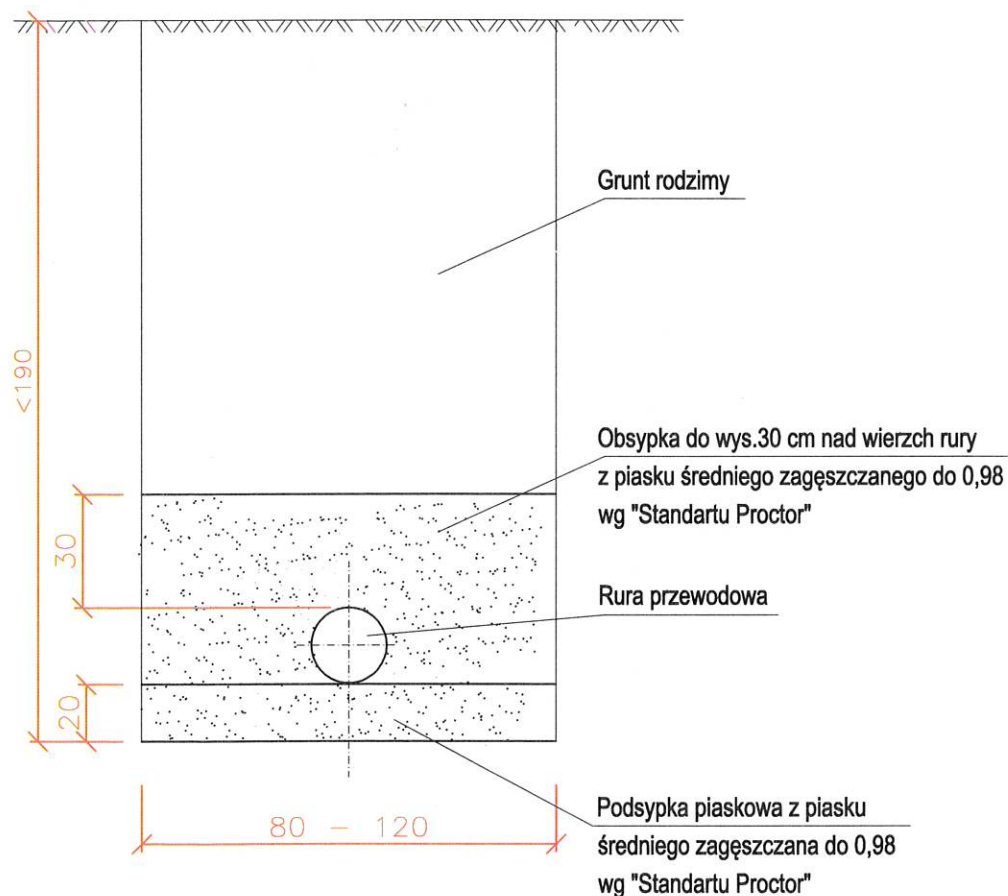 Grunt rodzimy
<190
Obsypka do wys.30 cm nad wierzch rury
z piasku średniego zagęszczanego do 0,98
wg "Standartu Proctor"
30
Rura przewodowa
20
80 - 120
Podsypka piaskowa z piasku
średniego zagęszczana do 0,98
wg "Standartu Proctor"